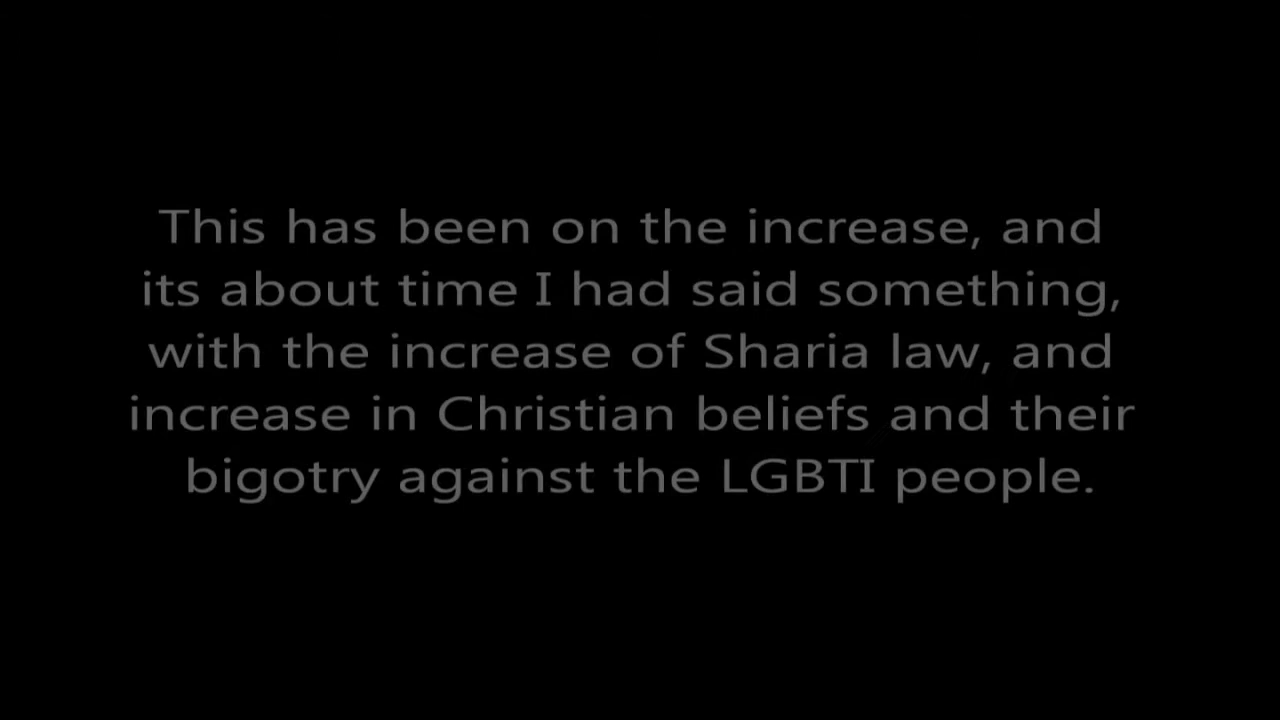 This has been on the increase, and
its about time I had said something,
with the increase of Sharia law, and
increase in Christian beliefs and their
bigotry against the LGBTI people.